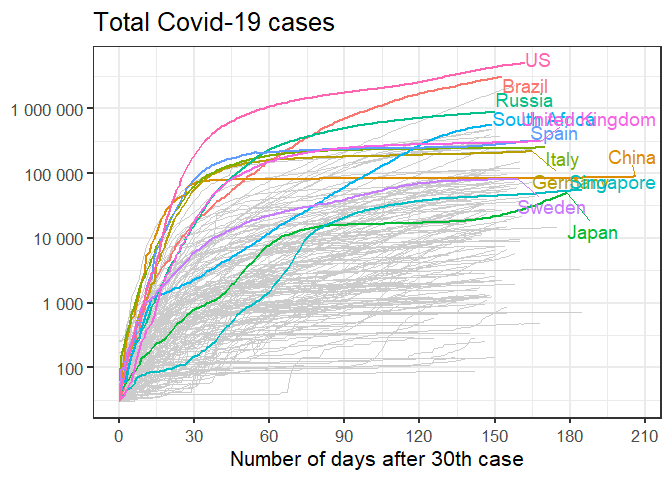 Total Covid-19 cases
US
Brazil
Russia
South Africa
United Kingdom
Spain
Italy
China
Germany
Singapore
Sweden
Japan
1 000 000
100 000
10 000
1 000
100
0 30 60 90 120 150 180 210
Number of days after 30th case